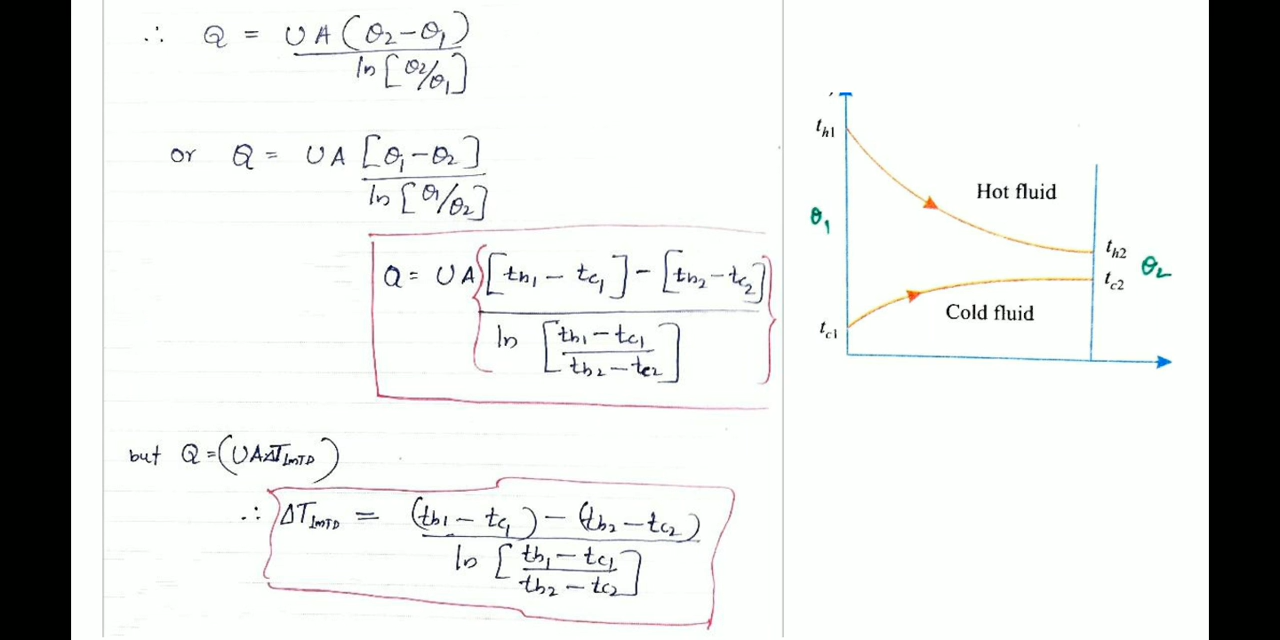 ∴ Q = UA(θ2-θ1)
ln[θ2/θ1]
or Q = UA[θ1-θ2]
ln[θ1/θ2]
Q = UA{[th1 - tc1] - [th2 - tc2]
ln [th1 - tc1
th2 - tc2]}
but Q = (UAΔTLMTD)
∴ ΔTLMTD = (th1 - tc1) - (th2 - tc2)
ln [th1 - tc1
th2 - tc2]
th1
Hot fluid
θ1
th2
θ2
tc2
Cold fluid
tc1